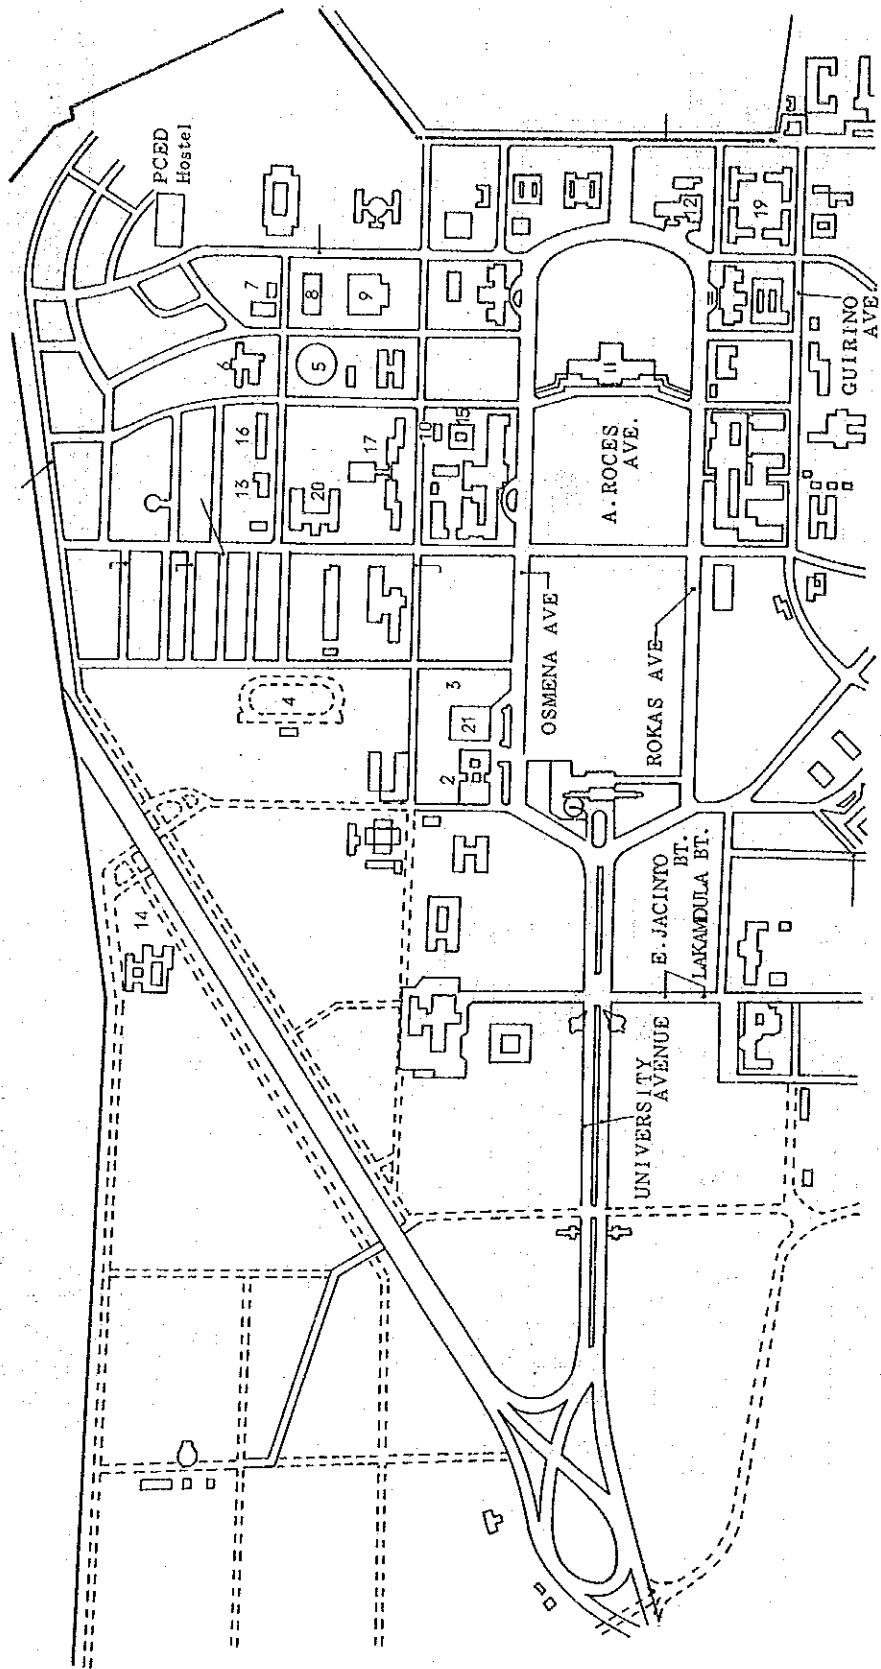 PCED
Hostel
7
8
9
12
19
6
5
11
GUIRINO
AVE.
16
13
17
20
10
15
A.ROCES
AVE.
4
3
21
2
OSMENA AVE
ROKAS AVE
1
14
E.JACINTO
BT.
LAKAMDULA BT.
UNIVERSITY
AVENUE